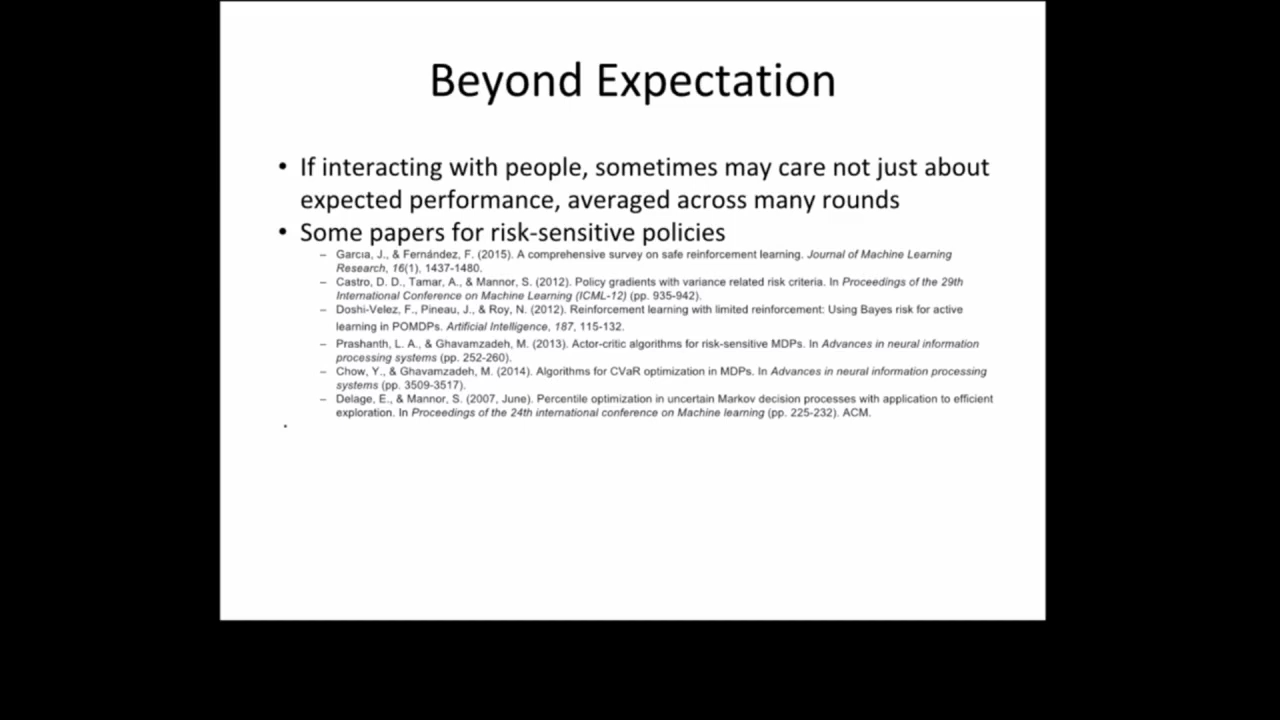 Beyond Expectation
• If interacting with people, sometimes may care not just about
expected performance, averaged across many rounds
• Some papers for risk-sensitive policies
– Garcıa, J., & Fernández, F. (2015). A comprehensive survey on safe reinforcement learning. Journal of Machine Learning
Research, 16(1), 1437-1480.
– Castro, D. D., Tamar, A., & Mannor, S. (2012). Policy gradients with variance related risk criteria. In Proceedings of the 29th
International Conference on Machine Learning (ICML-12) (pp. 935-942).
– Doshi-Velez, F., Pineau, J., & Roy, N. (2012). Reinforcement learning with limited reinforcement: Using Bayes risk for active
learning in POMDPs. Artificial Intelligence, 187, 115-132.
– Prashanth, L. A., & Ghavamzadeh, M. (2013). Actor-critic algorithms for risk-sensitive MDPs. In Advances in neural information
processing systems (pp. 252-260).
– Chow, Y., & Ghavamzadeh, M. (2014). Algorithms for CVaR optimization in MDPs. In Advances in neural information processing
systems (pp. 3509-3517).
– Delage, E., & Mannor, S. (2007, June). Percentile optimization in uncertain Markov decision processes with application to efficient
exploration. In Proceedings of the 24th international conference on Machine learning (pp. 225-232). ACM.
•